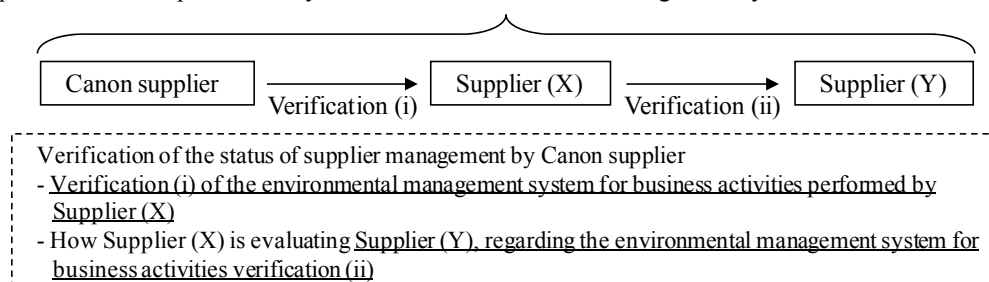 Canon supplier
Supplier (X)
Supplier (Y)
Verification (i)
Verification (ii)
Verification of the status of supplier management by Canon supplier
- Verification (i) of the environmental management system for business activities performed by
Supplier (X)
- How Supplier (X) is evaluating Supplier (Y), regarding the environmental management system for
business activities verification (ii)